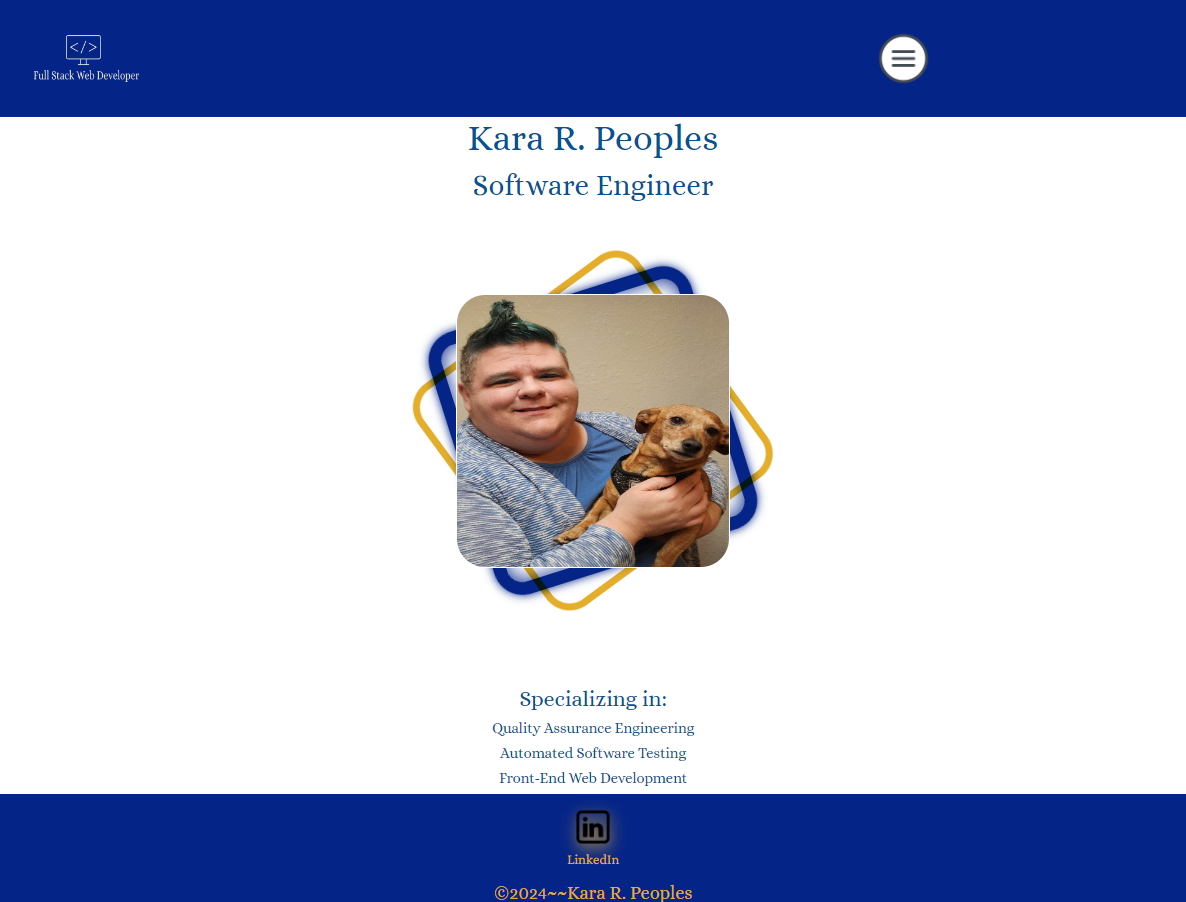 </>
Full Stack Web Developer
Kara R. Peoples
Software Engineer
Specializing in:
Quality Assurance Engineering
Automated Software Testing
Front-End Web Development
in
LinkedIn
©2024~~Kara R. Peoples